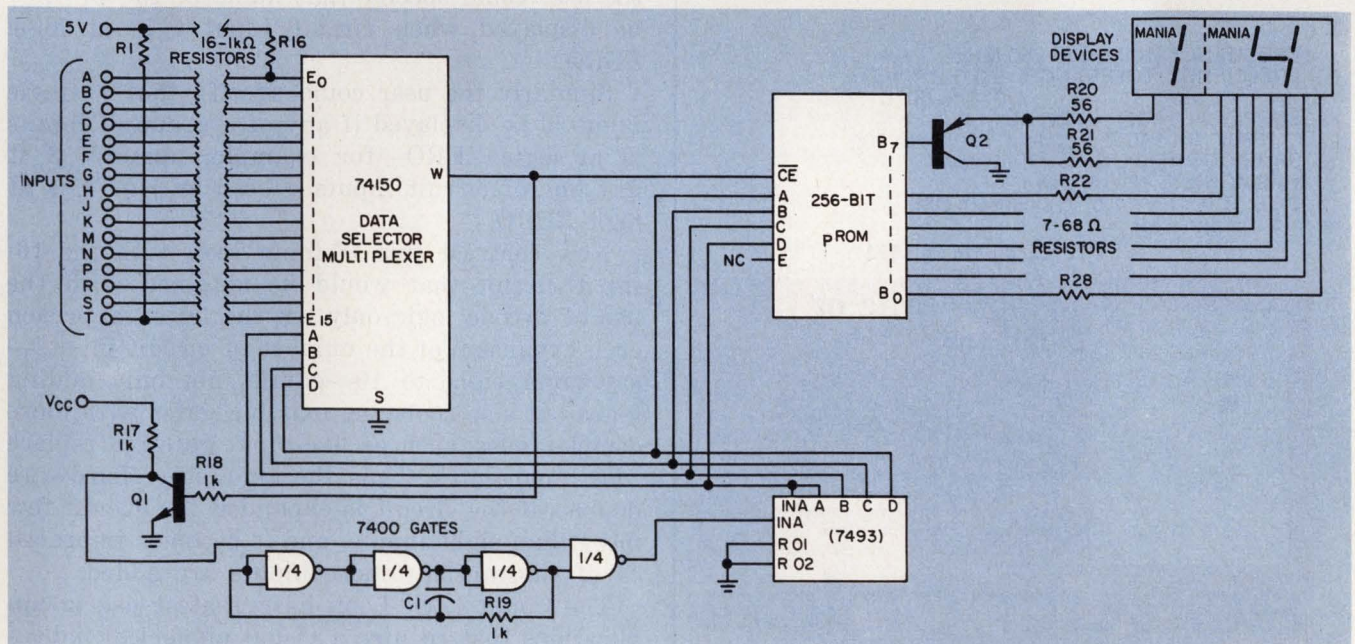 5V
R1
16-1kΩ
RESISTORS
R16
INPUTS
A
B
C
D
E
F
G
H
J
K
M
N
P
R
S
T
E0
E15
A
B
C
D
S
W
74150
DATA
SELECTOR
MULTIPLEXER
VCC
R17
1k
Q1
R18
1k
7400 GATES
1/4
1/4
1/4
1/4
C1
R19
1k
CE
A
B
C
D
E
NC
256-BIT
pROM
B7
B0
Q2
DISPLAY
DEVICES
MANIA
MANIA
R20
56
R21
56
R22
7-68 Ω
RESISTORS
R28
INA A B C D
INA
R O1
R O2
(7493)